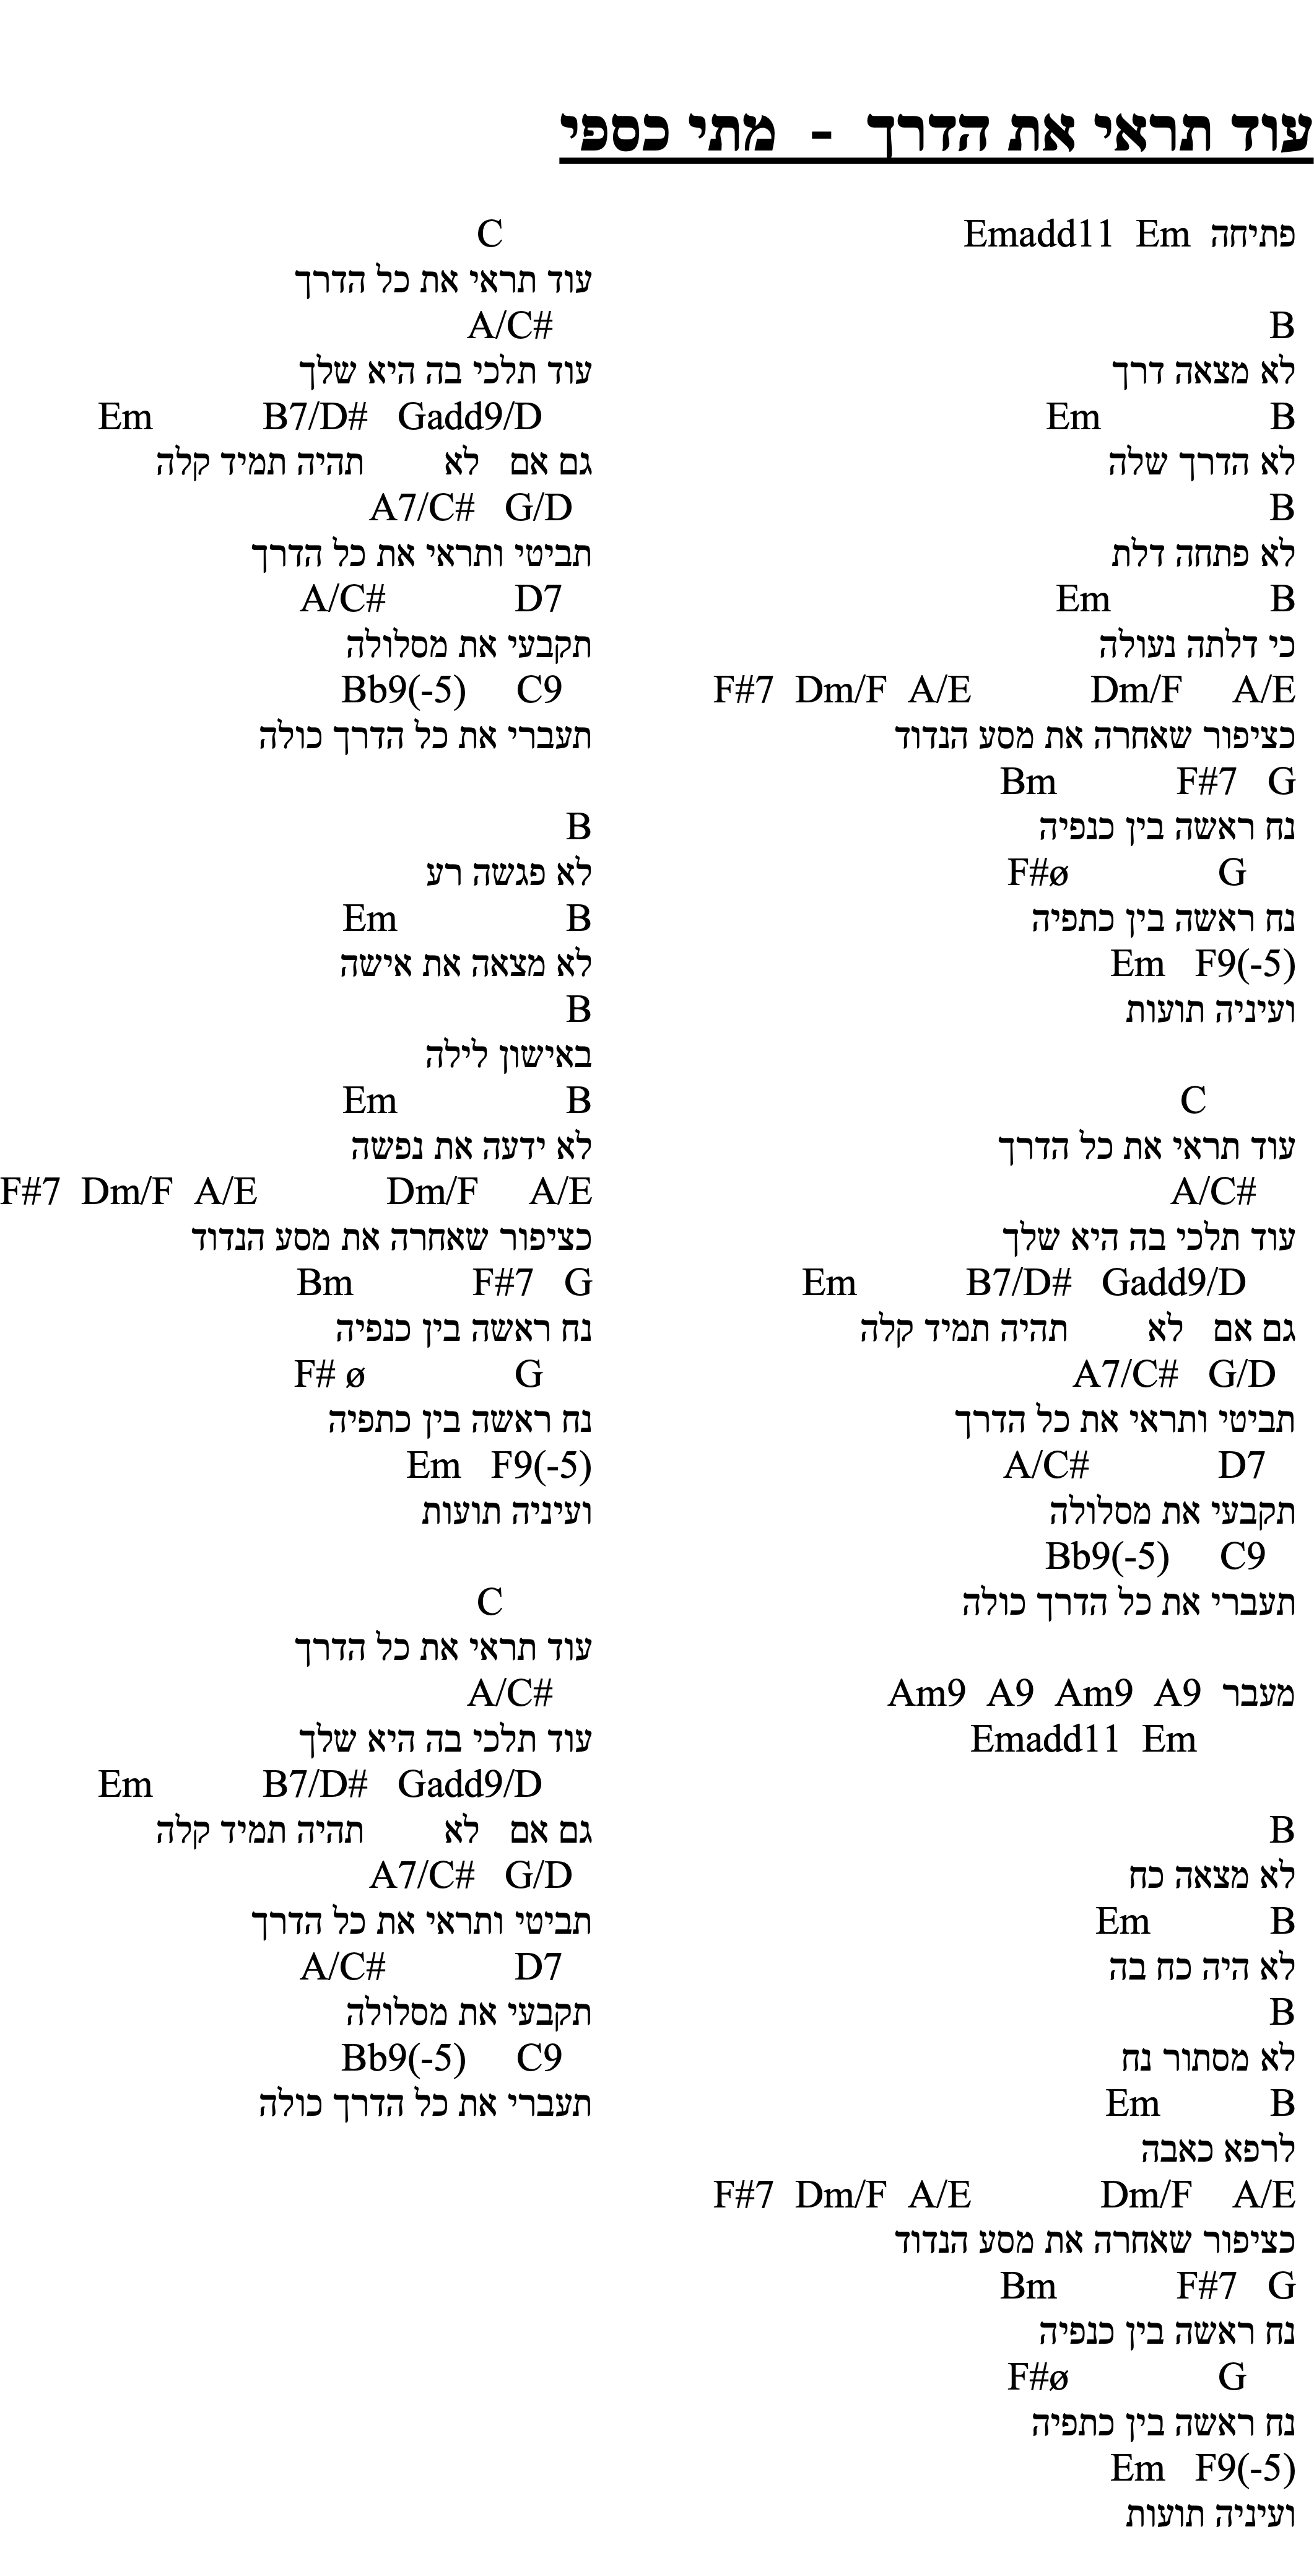 עוד תראי את הדרך - מתי כספי
פתיחה Emadd11 Em
B
לא מצאה דרך
Em B
לא הדרך שלה
B
לא פתחה דלת
Em B
כי דלתה נעולה
F#7 Dm/F A/E Dm/F A/E
כציפור שאחרה את מסע הנדוד
Bm F#7 G
נח ראשה בין כנפיה
F#ø G
נח ראשה בין כתפיה
Em F9(-5)
ועיניה תועות
C
עוד תראי את כל הדרך
A/C#
עוד תלכי בה היא שלך
Em B7/D# Gadd9/D
גם אם לא תהיה תמיד קלה
A7/C# G/D
תביטי ותראי את כל הדרך
A/C# D7
תקבעי את מסלולה
Bb9(-5) C9
תעברי את כל הדרך כולה
מעבר Am9 A9 Am9 A9
Emadd11 Em
B
לא מצאה כח
Em B
לא היה כח בה
B
לא מסתור נח
Em B
לרפא כאבה
F#7 Dm/F A/E Dm/F A/E
כציפור שאחרה את מסע הנדוד
Bm F#7 G
נח ראשה בין כנפיה
F#ø G
נח ראשה בין כתפיה
Em F9(-5)
ועיניה תועות
C
עוד תראי את כל הדרך
A/C#
עוד תלכי בה היא שלך
Em B7/D# Gadd9/D
גם אם לא תהיה תמיד קלה
A7/C# G/D
תביטי ותראי את כל הדרך
A/C# D7
תקבעי את מסלולה
Bb9(-5) C9
תעברי את כל הדרך כולה
B
לא פגשה רע
Em B
לא מצאה את אישה
B
באישון לילה
Em B
לא ידעה את נפשה
F#7 Dm/F A/E Dm/F A/E
כציפור שאחרה את מסע הנדוד
Bm F#7 G
נח ראשה בין כנפיה
F# ø G
נח ראשה בין כתפיה
Em F9(-5)
ועיניה תועות
C
עוד תראי את כל הדרך
A/C#
עוד תלכי בה היא שלך
Em B7/D# Gadd9/D
גם אם לא תהיה תמיד קלה
A7/C# G/D
תביטי ותראי את כל הדרך
A/C# D7
תקבעי את מסלולה
Bb9(-5) C9
תעברי את כל הדרך כולה